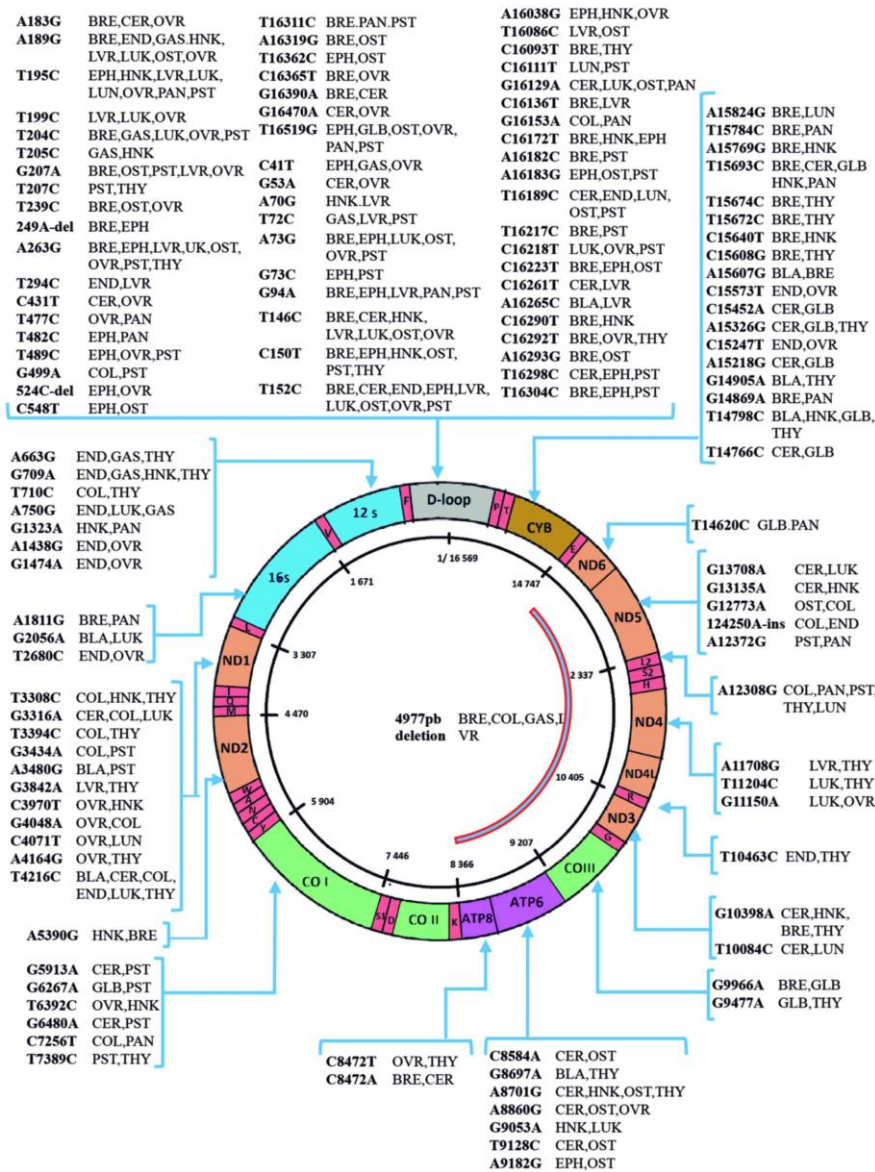 A183G BRE,CER,OVR
A189G BRE,END,GAS.HNK,
LVR,LUK,OST,OVR
T195C EPH,HNK,LVR,LUK,
LUN,OVR,PAN,PST
T199C LVR,LUK,OVR
T204C BRE,GAS,LUK,OVR,PST
T205C GAS,HNK
G207A BRE,OST,PST,LVR,OVR
T207C PST,THY
T239C BRE,OST,OVR
249A-del BRE,EPH
A263G BRE,EPH,LVR,UK,OST,
OVR,PST,THY
T294C END,LVR
C431T CER,OVR
T477C OVR,PAN
T482C EPH,PAN
T489C EPH,OVR,PST
G499A COL,PST
524C-del EPH,OVR
C548T EPH,OST
T16311C BRE.PAN.PST
A16319G BRE,OST
T16362C EPH,OST
C16365T BRE,OVR
G16390A BRE,CER
G16470A CER,OVR
T16519G EPH,GLB,OST,OVR,
PAN,PST
C41T EPH,GAS,OVR
G53A CER,OVR
A70G HNK.LVR
T72C GAS,LVR,PST
A73G BRE,EPH,LUK,OST,
OVR,PST
G73C EPH,PST
G94A BRE,EPH,LVR,PAN,PST
T146C BRE,CER,HNK,
LVR,LUK,OST,OVR
C150T BRE,EPH,HNK,OST,
PST,THY
T152C BRE,CER,END,EPH,LVR,
LUK,OST,OVR,PST
A16038G EPH,HNK,OVR
T16086C LVR,OST
C16093T BRE,THY
C16111T LUN,PST
G16129A CER,LUK,OST,PAN
C16136T BRE,LVR
G16153A COL,PAN
C16172T BRE,HNK,EPH
A16182C BRE,PST
A16183G EPH,OST,PST
T16189C CER,END,LUN,
OST,PST
T16217C BRE,PST
C16218T LUK,OVR,PST
C16223T BRE,EPH,OST
C16261T CER,LVR
A16265C BLA,LVR
C16290T BRE,HNK
C16292T BRE,OVR,THY
A16293G BRE,OST
T16298C CER,EPH,PST
T16304C BRE,EPH,PST
A15824G BRE,LUN
T15784C BRE,PAN
A15769G BRE,HNK
T15693C BRE,CER,GLB
HNK,PAN
T15674C BRE,THY
T15672C BRE,THY
C15640T BRE,HNK
C15608G BRE,THY
A15607G BLA,BRE
C15573T END,OVR
C15452A CER,GLB
A15326G CER,GLB,THY
C15247T END,OVR
A15218G CER,GLB
G14905A BLA,THY
G14869A BRE,PAN
T14798C BLA,HNK,GLB,
THY
T14766C CER,GLB
A663G END,GAS,THY
G709A END,GAS,HNK,THY
T710C COL,THY
A750G END,LUK,GAS
G1323A HNK,PAN
A1438G END,OVR
G1474A END,OVR
A1811G BRE,PAN
G2056A BLA,LUK
T2680C END,OVR
T3308C COL,HNK,THY
G3316A CER,COL,LUK
T3394C COL,THY
G3434A COL,PST
A3480G BLA,PST
G3842A LVR,THY
C3970T OVR,HNK
G4048A OVR,COL
C4071T OVR,LUN
A4164G OVR,THY
T4216C BLA,CER,COL,
END,LUK,THY
A5390G HNK,BRE
G5913A CER,PST
G6267A GLB,PST
T6392C OVR,HNK
G6480A CER,PST
C7256T COL,PAN
T7389C PST,THY
D-loop
P
T
CYB
E
ND6
ND5
L2
S2
H
ND4
ND4L
R
ND3
G
COIII
ATP6
ATP8
K
CO II
D
S1
CO I
Y
C
N
A
W
ND2
M
Q
I
ND1
L
16s
V
12 s
F
1/ 16 569
14 747
2 337
10 405
9 207
8 366
7 446
5 904
4 470
3 307
1 671
4977pb BRE,COL,GAS,L
deletion VR
T14620C GLB.PAN
G13708A CER,LUK
G13135A CER,HNK
G12773A OST,COL
124250A-ins COL,END
A12372G PST,PAN
A12308G COL,PAN,PST,
THY,LUN
A11708G LVR,THY
T11204C LUK,THY
G11150A LUK,OVR
T10463C END,THY
G10398A CER,HNK,
BRE,THY
T10084C CER,LUN
G9966A BRE,GLB
G9477A GLB,THY
C8472T OVR,THY
C8472A BRE,CER
C8584A CER,OST
G8697A BLA,THY
A8701G CER,HNK,OST,THY
A8860G CER,OST,OVR
G9053A HNK,LUK
T9128C CER,OST
A9182G EPH,OST